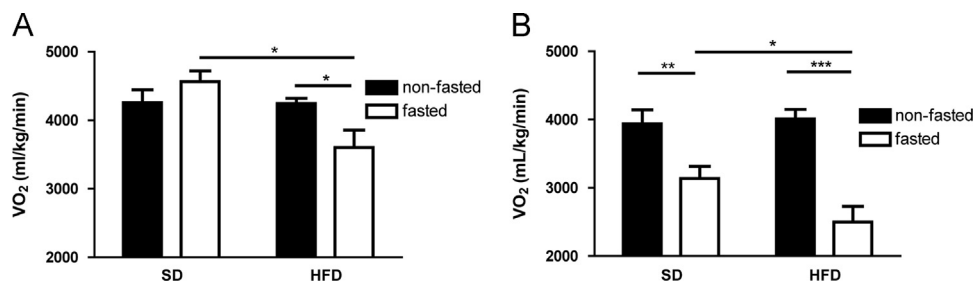 A
VO2 (ml/kg/min)
5000
4000
3000
2000
*
*
non-fasted
fasted
SD
HFD
B
VO2 (mL/kg/min)
5000
4000
3000
2000
*
**
***
non-fasted
fasted
SD
HFD